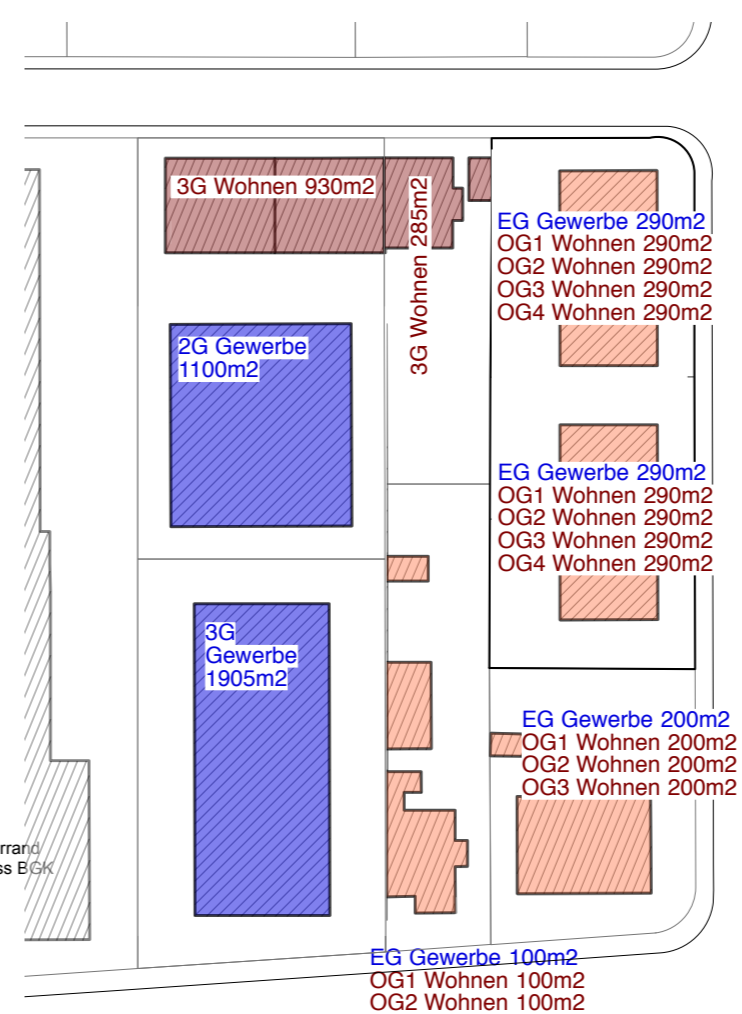 3G Wohnen 930m2
3G Wohnen 285m2
EG Gewerbe 290m2
OG1 Wohnen 290m2
OG2 Wohnen 290m2
OG3 Wohnen 290m2
OG4 Wohnen 290m2
2G Gewerbe
1100m2
EG Gewerbe 290m2
OG1 Wohnen 290m2
OG2 Wohnen 290m2
OG3 Wohnen 290m2
OG4 Wohnen 290m2
3G
Gewerbe
1905m2
EG Gewerbe 200m2
OG1 Wohnen 200m2
OG2 Wohnen 200m2
OG3 Wohnen 200m2
rrand
ss BGK
EG Gewerbe 100m2
OG1 Wohnen 100m2
OG2 Wohnen 100m2